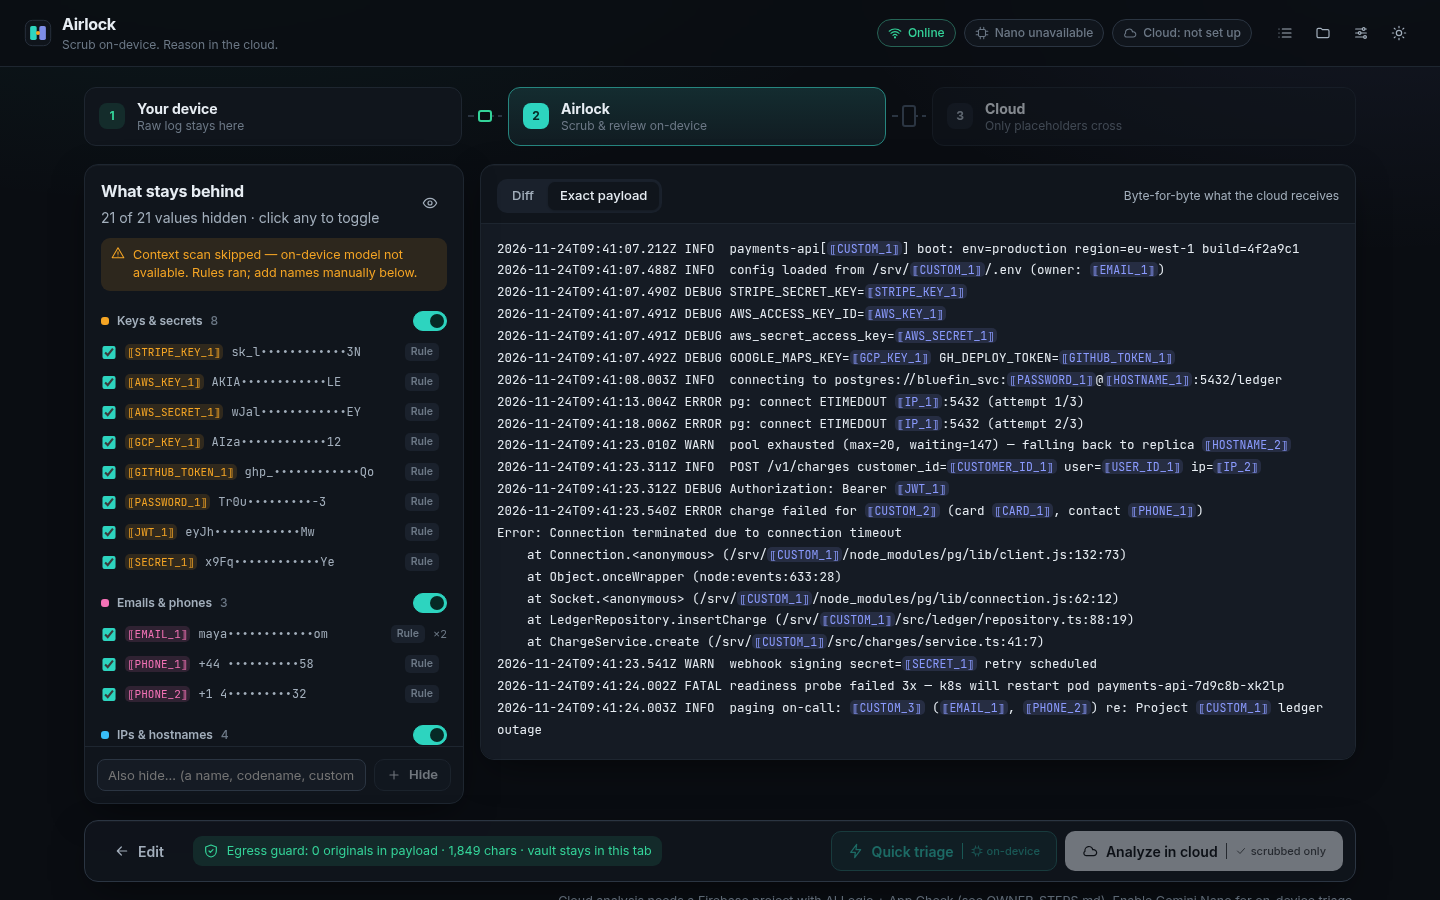 Airlock
Scrub on-device. Reason in the cloud.
Online
Nano unavailable
Cloud: not set up
1
Your device
Raw log stays here
2
Airlock
Scrub & review on-device
3
Cloud
Only placeholders cross
What stays behind
21 of 21 values hidden · click any to toggle
Context scan skipped — on-device model not
available. Rules ran; add names manually below.
Keys & secrets 8
⟦STRIPE_KEY_1⟧ sk_l••••••••••••3N Rule
⟦AWS_KEY_1⟧ AKIA••••••••••••LE Rule
⟦AWS_SECRET_1⟧ wJal••••••••••••EY Rule
⟦GCP_KEY_1⟧ AIza••••••••••••12 Rule
⟦GITHUB_TOKEN_1⟧ ghp_••••••••••••Qo Rule
⟦PASSWORD_1⟧ Tr0u•••••••••-3 Rule
⟦JWT_1⟧ eyJh••••••••••••Mw Rule
⟦SECRET_1⟧ x9Fq••••••••••••Ye Rule
Emails & phones 3
⟦EMAIL_1⟧ maya••••••••••••om Rule ×2
⟦PHONE_1⟧ +44 ••••••••••58 Rule
⟦PHONE_2⟧ +1 4•••••••••32 Rule
IPs & hostnames 4
Also hide... (a name, codename, custom
Hide
Diff
Exact payload
Byte-for-byte what the cloud receives
2026-11-24T09:41:07.212Z INFO  payments-api[⟦CUSTOM_1⟧] boot: env=production region=eu-west-1 build=4f2a9c1
2026-11-24T09:41:07.488Z INFO  config loaded from /srv/⟦CUSTOM_1⟧/.env (owner: ⟦EMAIL_1⟧)
2026-11-24T09:41:07.490Z DEBUG STRIPE_SECRET_KEY=⟦STRIPE_KEY_1⟧
2026-11-24T09:41:07.491Z DEBUG AWS_ACCESS_KEY_ID=⟦AWS_KEY_1⟧
2026-11-24T09:41:07.491Z DEBUG aws_secret_access_key=⟦AWS_SECRET_1⟧
2026-11-24T09:41:07.492Z DEBUG GOOGLE_MAPS_KEY=⟦GCP_KEY_1⟧ GH_DEPLOY_TOKEN=⟦GITHUB_TOKEN_1⟧
2026-11-24T09:41:08.003Z INFO  connecting to postgres://bluefin_svc:⟦PASSWORD_1⟧@⟦HOSTNAME_1⟧:5432/ledger
2026-11-24T09:41:13.004Z ERROR pg: connect ETIMEDOUT ⟦IP_1⟧:5432 (attempt 1/3)
2026-11-24T09:41:18.006Z ERROR pg: connect ETIMEDOUT ⟦IP_1⟧:5432 (attempt 2/3)
2026-11-24T09:41:23.010Z WARN  pool exhausted (max=20, waiting=147) — falling back to replica ⟦HOSTNAME_2⟧
2026-11-24T09:41:23.311Z INFO  POST /v1/charges customer_id=⟦CUSTOMER_ID_1⟧ user=⟦USER_ID_1⟧ ip=⟦IP_2⟧
2026-11-24T09:41:23.312Z DEBUG Authorization: Bearer ⟦JWT_1⟧
2026-11-24T09:41:23.540Z ERROR charge failed for ⟦CUSTOM_2⟧ (card ⟦CARD_1⟧, contact ⟦PHONE_1⟧)
Error: Connection terminated due to connection timeout
    at Connection.<anonymous> (/srv/⟦CUSTOM_1⟧/node_modules/pg/lib/client.js:132:73)
    at Object.onceWrapper (node:events:633:28)
    at Socket.<anonymous> (/srv/⟦CUSTOM_1⟧/node_modules/pg/lib/connection.js:62:12)
    at LedgerRepository.insertCharge (/srv/⟦CUSTOM_1⟧/src/ledger/repository.ts:88:19)
    at ChargeService.create (/srv/⟦CUSTOM_1⟧/src/charges/service.ts:41:7)
2026-11-24T09:41:23.541Z WARN  webhook signing secret=⟦SECRET_1⟧ retry scheduled
2026-11-24T09:41:24.002Z FATAL readiness probe failed 3x — k8s will restart pod payments-api-7d9c8b-xk2lp
2026-11-24T09:41:24.003Z INFO  paging on-call: ⟦CUSTOM_3⟧ (⟦EMAIL_1⟧, ⟦PHONE_2⟧) re: Project ⟦CUSTOM_1⟧ ledger
outage
Edit
Egress guard: 0 originals in payload · 1,849 chars · vault stays in this tab
Quick triage
on-device
Analyze in cloud
scrubbed only
Cloud analysis needs a Firebase project with AI Logic + App Check (see OWNER_STEPS.md). Enable Gemini Nano for on-device triage.